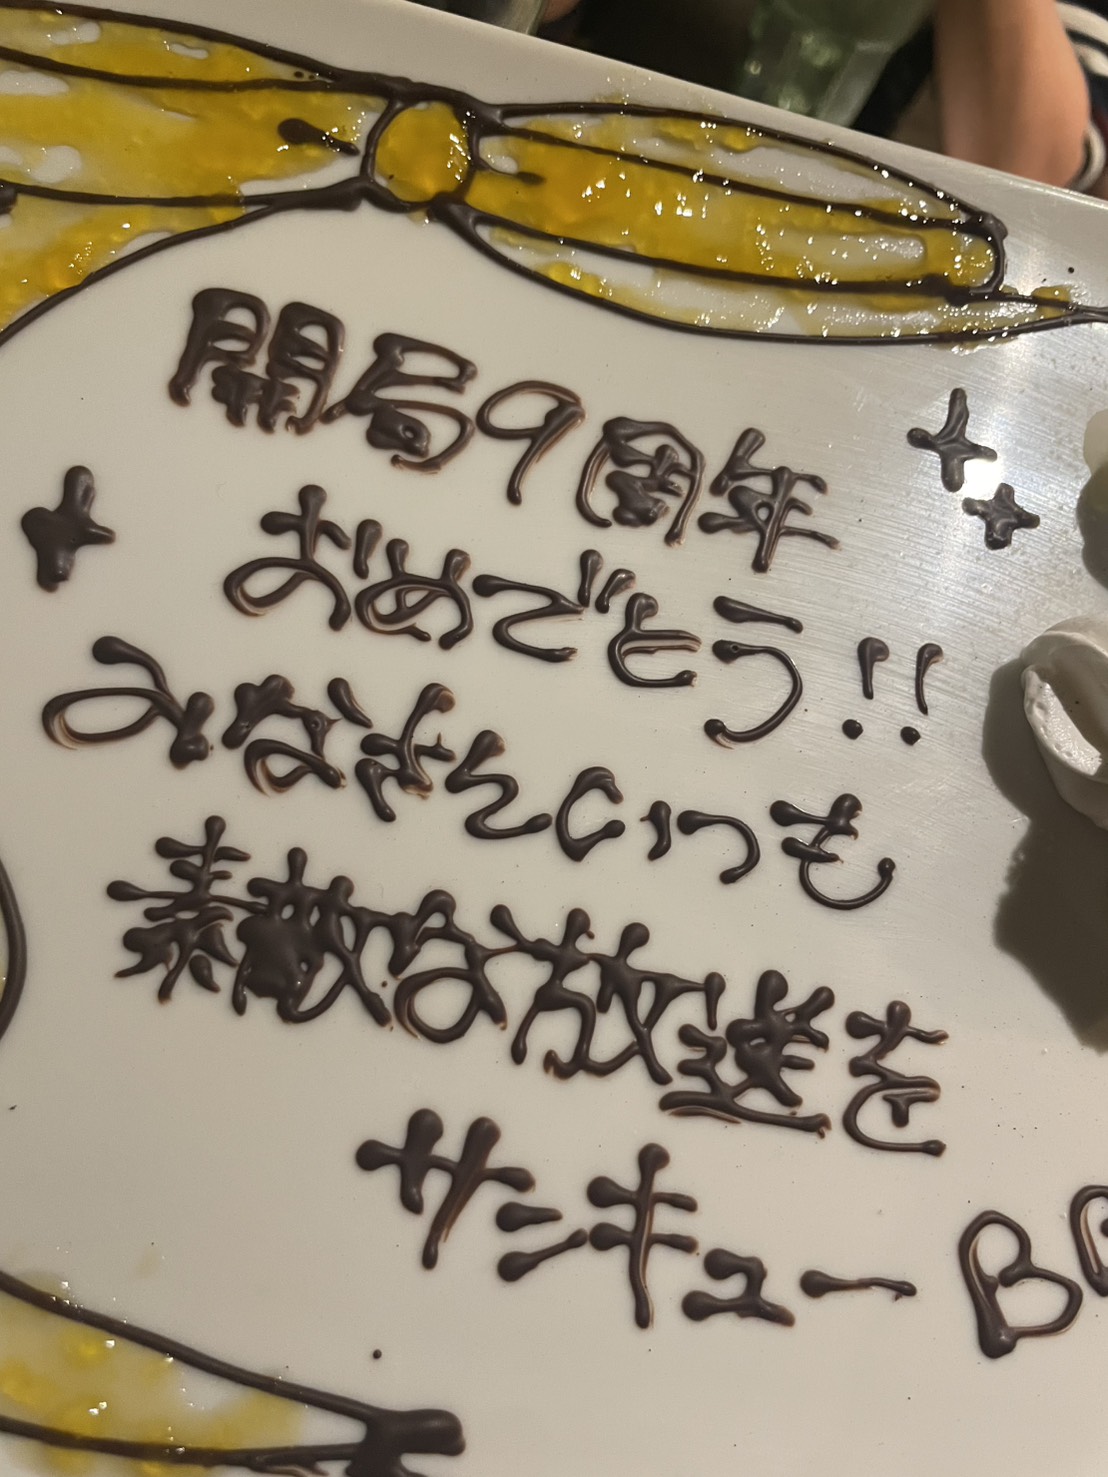 開局9周年
おめでとう!!
みなさんいつも
素敵な放送を
サンキュー B